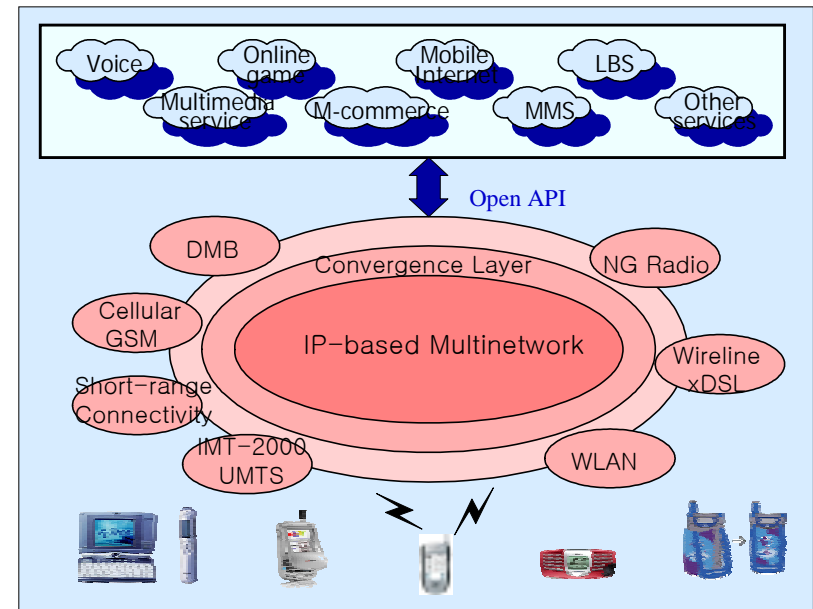 Voice
Online
game
Mobile
Internet
LBS
Multimedia
service
M-commerce
MMS
Other
services
Open API
DMB
Convergence Layer
NG Radio
Cellular
GSM
IP-based Multinetwork
Wireline
xDSL
Short-range
Connectivity
IMT-2000
UMTS
WLAN